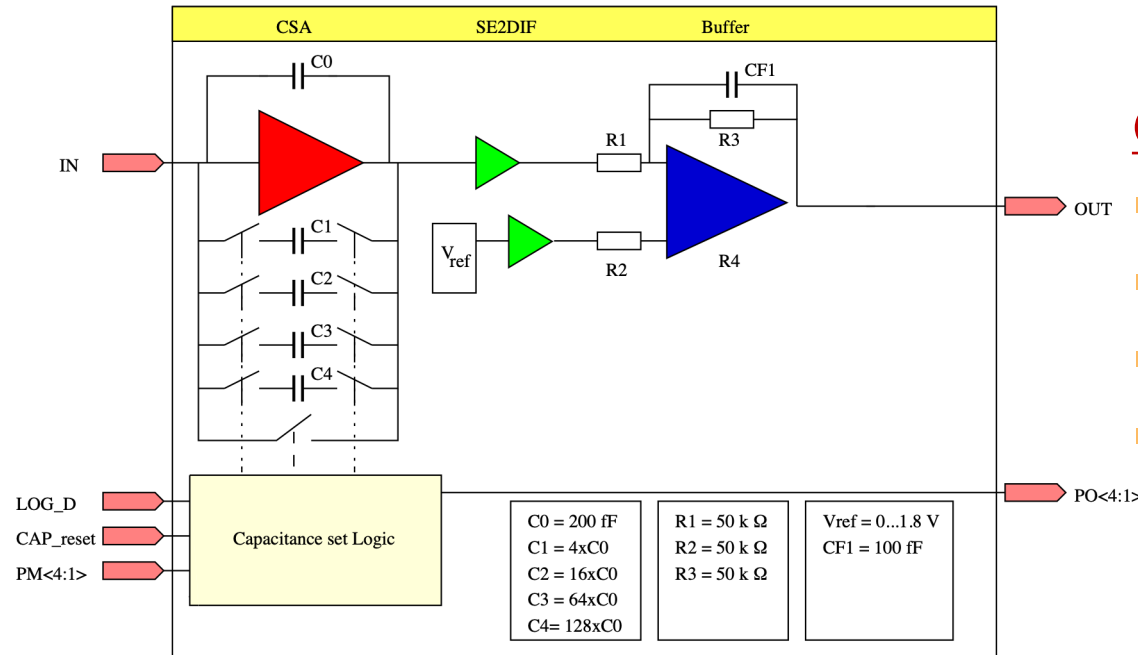 CSA
SE2DIF
Buffer
C0
CF1
R1
R3
IN
OUT
C1
Vref
R2
R4
C2
C3
C4
LOG_D
CAP_reset
PM<4:1>
Capacitance set Logic
PO<4:1>
C0 = 200 fF
C1 = 4xC0
C2 = 16xC0
C3 = 64xC0
C4= 128xC0
R1 = 50 k Ω
R2 = 50 k Ω
R3 = 50 k Ω
Vref = 0...1.8 V
CF1 = 100 fF